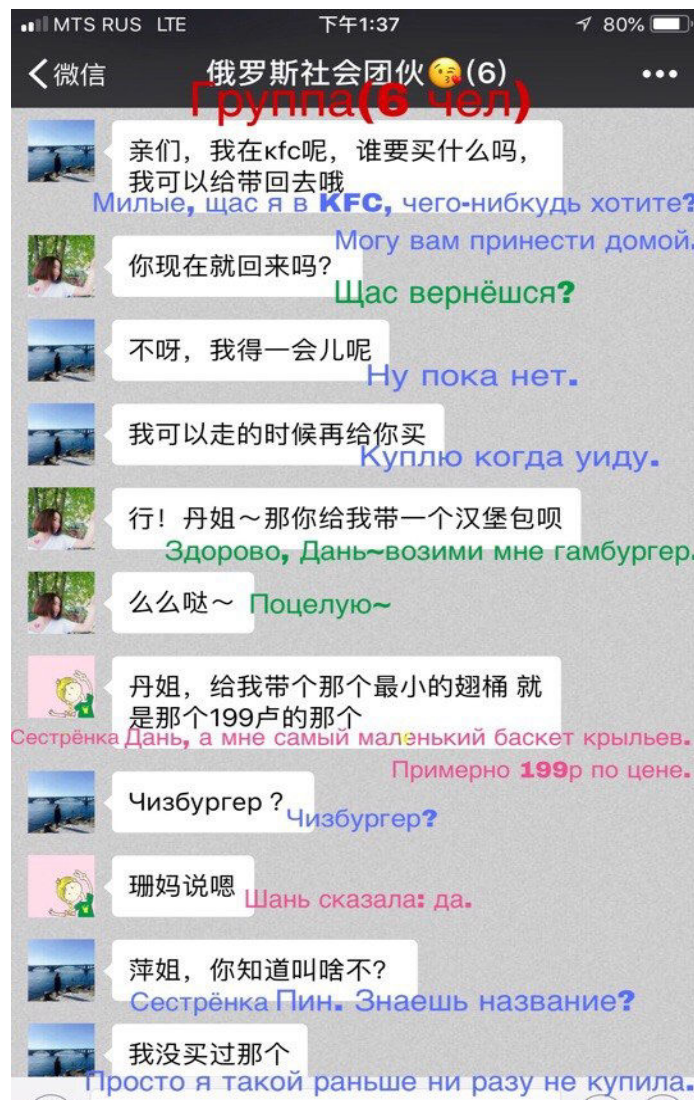 MTS RUS LTE 下午1:37 80%
微信 俄罗斯社会团伙😘(6)
Группа(6 чел)
亲们，我在кfc呢，谁要买什么吗，
我可以给带回去哦
Милые, щас я в KFC, чего-нибудь хотите?
Могу вам принести домой.
你现在就回来吗？
Щас вернёшся?
不呀，我得一会儿呢
Ну пока нет.
我可以走的时候再给你买
Куплю когда уиду.
行！丹姐～那你给我带一个汉堡包呗
Здорово, Дань~возими мне гамбургер.
么么哒～
Поцелую~
丹姐，给我带个那个最小的翅桶 就
是那个199卢的那个
Сестрёнка Дань, а мне самый маленький баскет крыльев.
Примерно 199р по цене.
Чизбургер ?
Чизбургер?
珊妈说嗯
Шань сказала: да.
萍姐，你知道叫啥不?
Сестрёнка Пин. Знаешь название?
我没买过那个
Просто я такой раньше ни разу не купила.